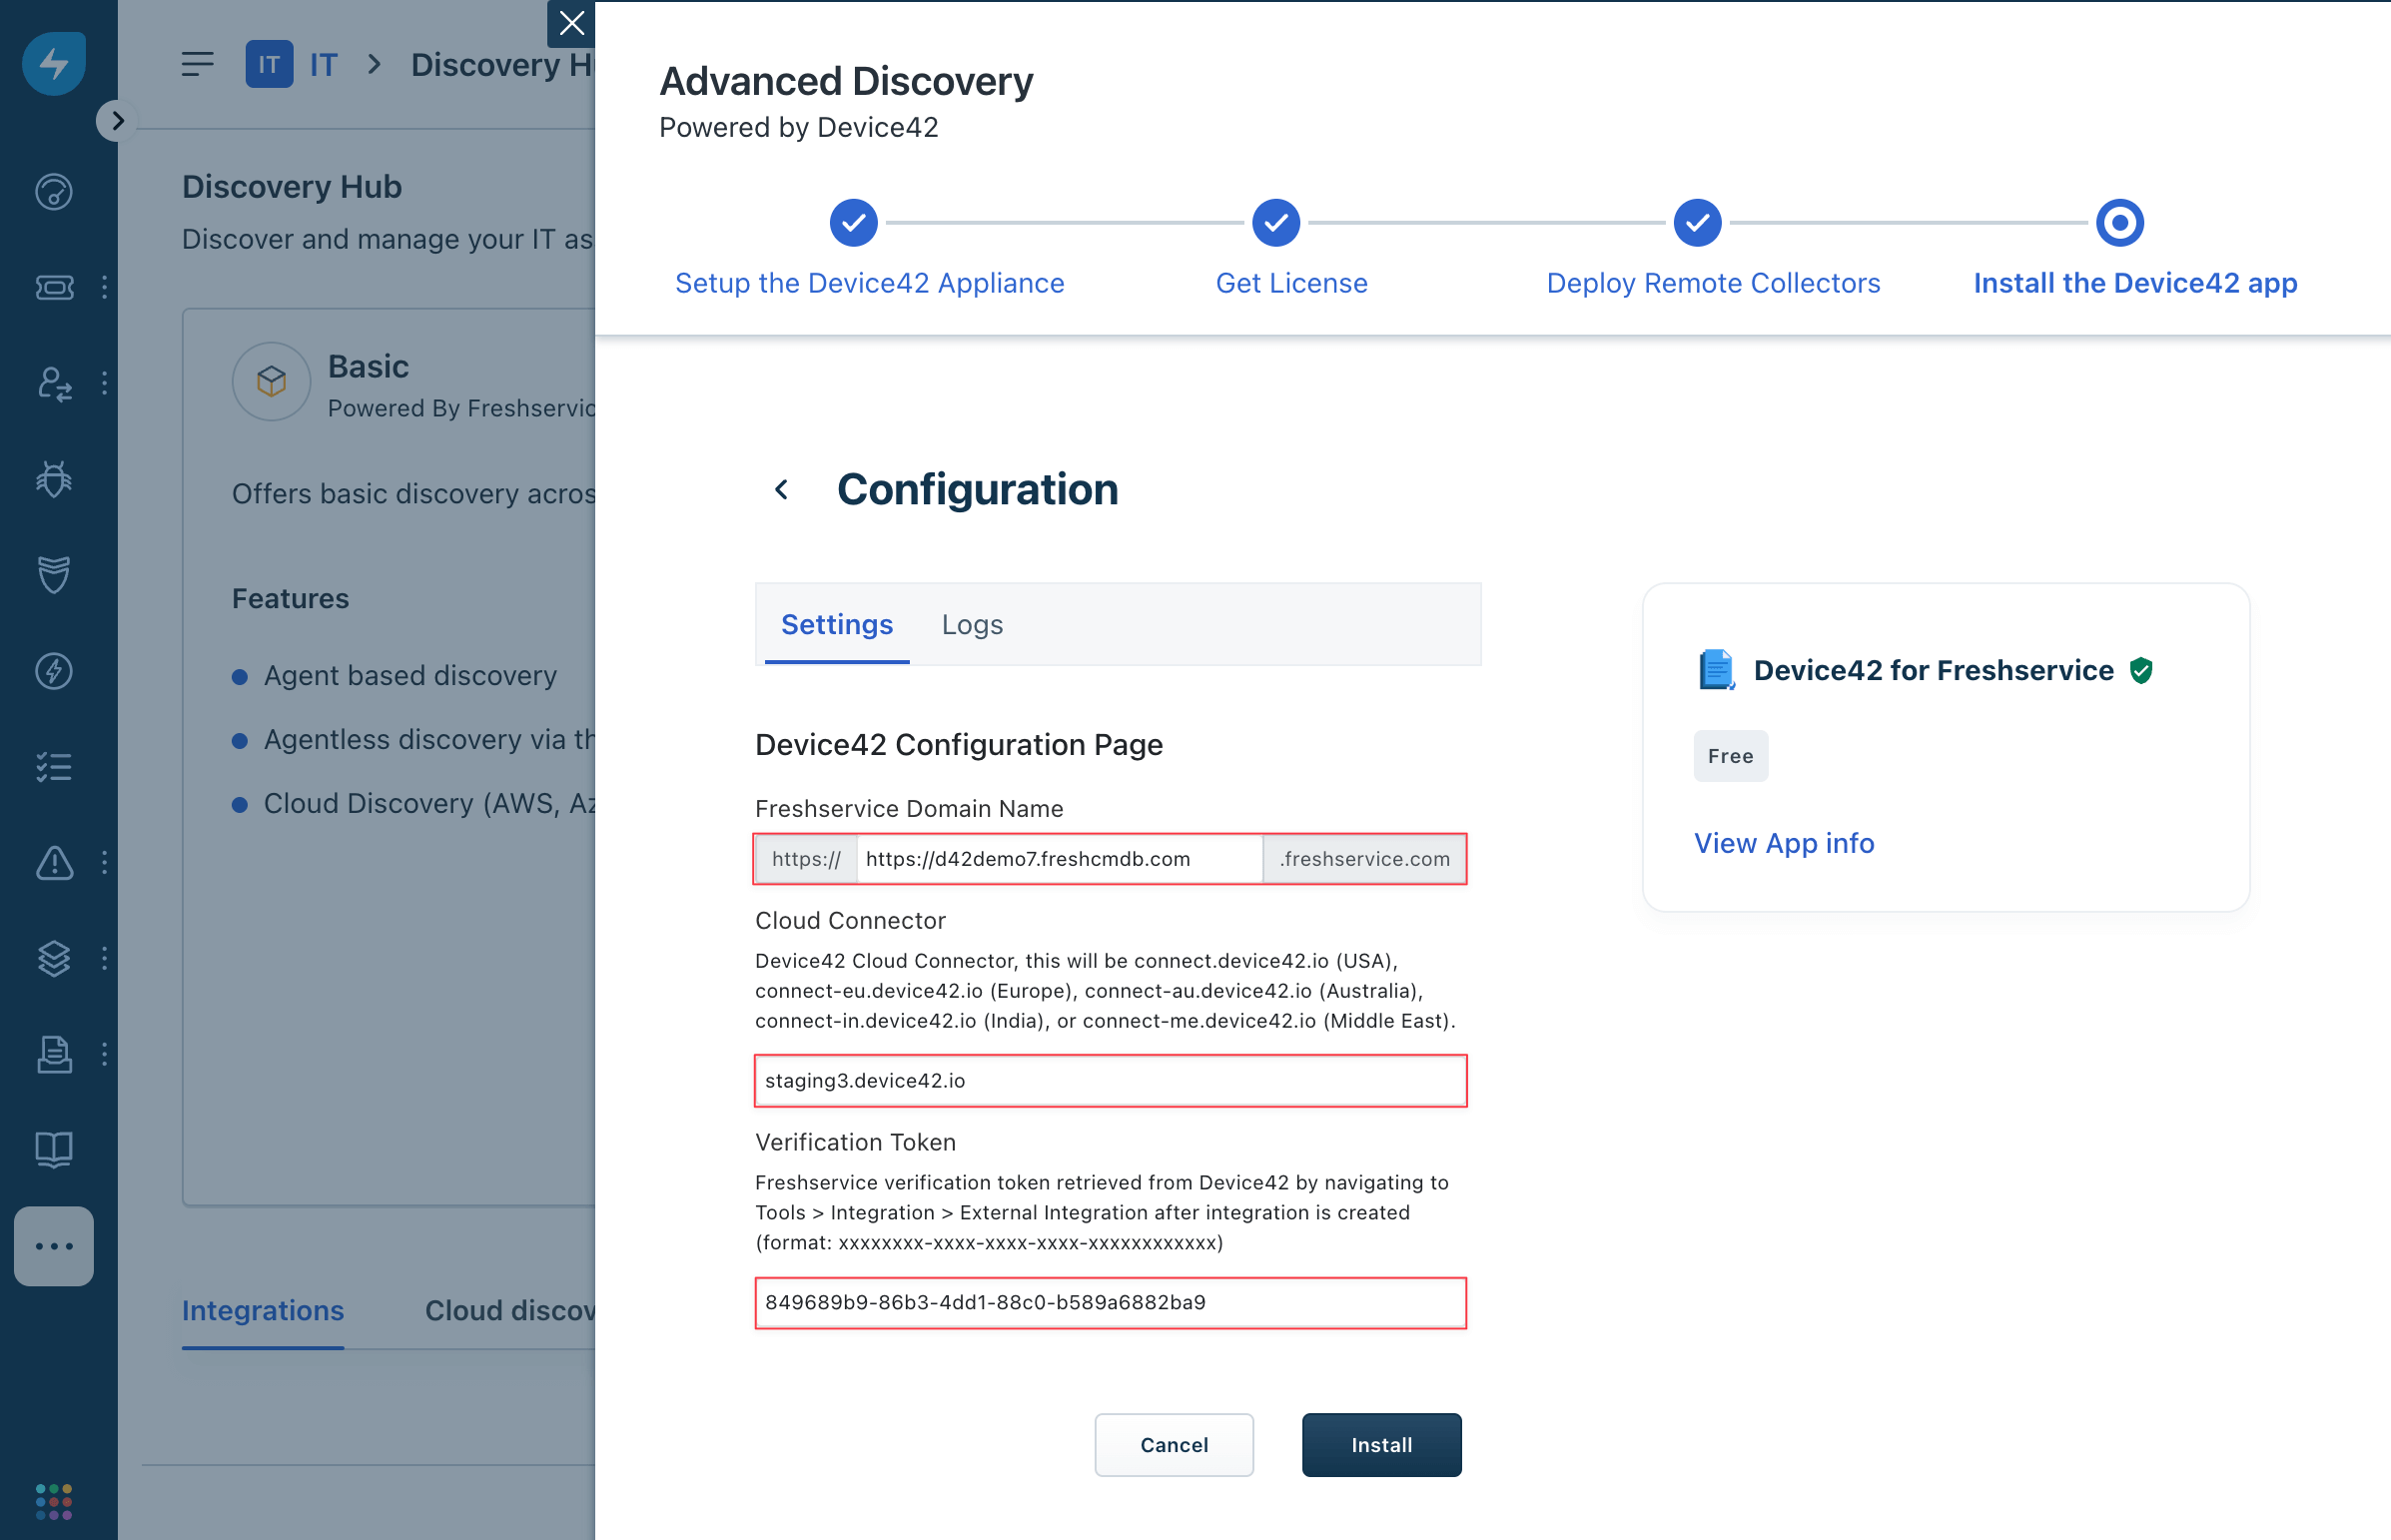 IT IT > Discovery H
Discovery Hub
Discover and manage your IT as
Basic
Powered By Freshservic
Offers basic discovery acros
Features
Agent based discovery
Agentless discovery via th
Cloud Discovery (AWS, Az
Integrations Cloud discov
Advanced Discovery
Powered by Device42
Setup the Device42 Appliance Get License Deploy Remote Collectors Install the Device42 app
Configuration
Settings Logs
Device42 Configuration Page
Freshservice Domain Name
https:// https://d42demo7.freshcmdb.com .freshservice.com
Cloud Connector
Device42 Cloud Connector, this will be connect.device42.io (USA),
connect-eu.device42.io (Europe), connect-au.device42.io (Australia),
connect-in.device42.io (India), or connect-me.device42.io (Middle East).
staging3.device42.io
Verification Token
Freshservice verification token retrieved from Device42 by navigating to
Tools > Integration > External Integration after integration is created
(format: xxxxxxxx-xxxx-xxxx-xxxx-xxxxxxxxxxxx)
849689b9-86b3-4dd1-88c0-b589a6882ba9
Cancel Install
Device42 for Freshservice
Free
View App info